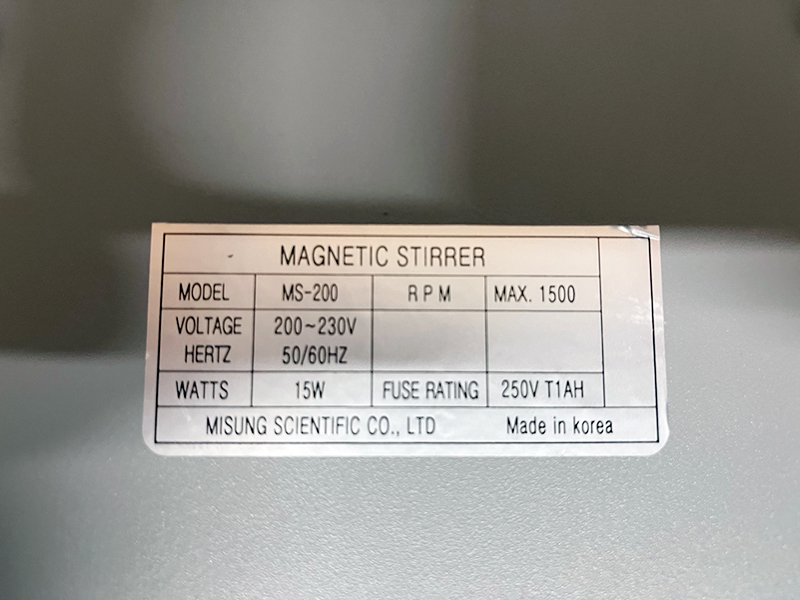 MAGNETIC STIRRER
MODEL MS-200 R P M MAX. 1500
VOLTAGE 200~230V
HERTZ 50/60HZ
WATTS 15W FUSE RATING 250V T1AH
MISUNG SCIENTIFIC CO., LTD Made in korea